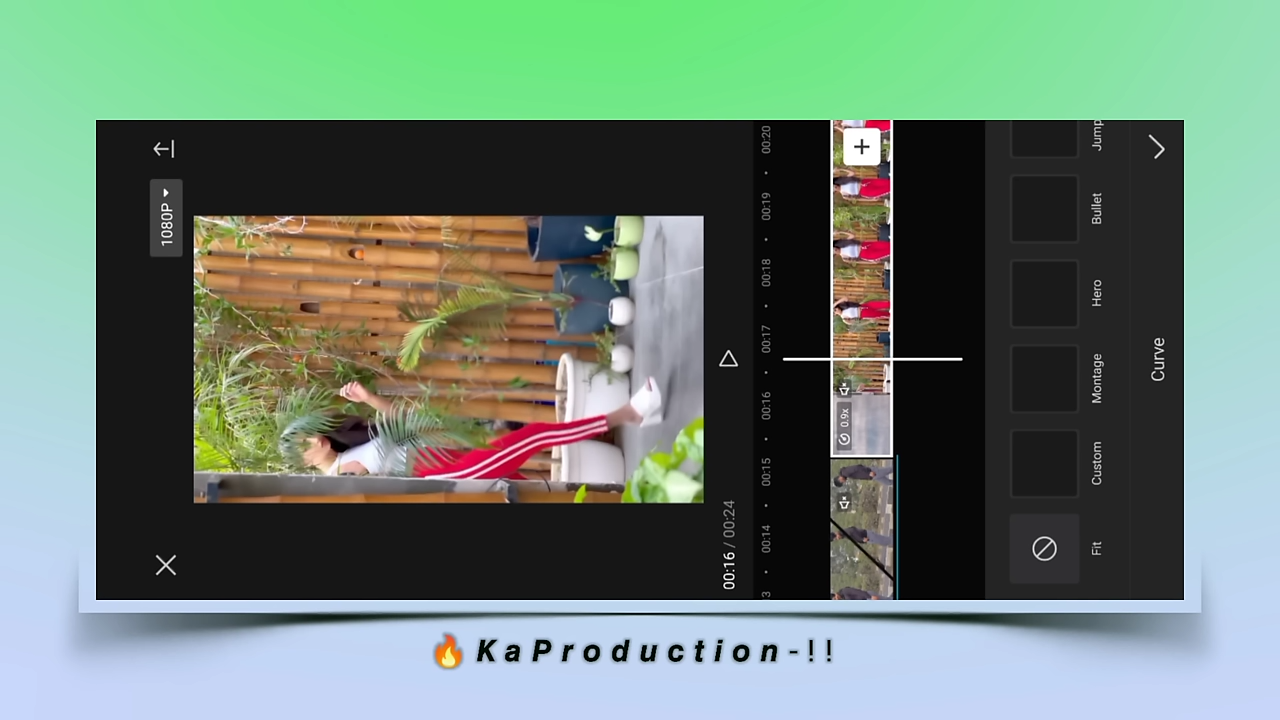 1080P
00:16 / 00:24
3 • 00:14 • 00:15 • 00:16 • 00:17 • 00:18 • 00:19 • 00:20
0.9x
Fit Custom Montage Hero Bullet Jump
Curve
🔥KaProduction-!!